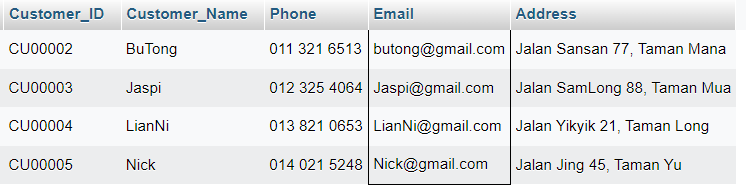 Customer_ID Customer_Name Phone Email Address
CU00002 BuTong 011 321 6513 butong@gmail.com Jalan Sansan 77, Taman Mana
CU00003 Jaspi 012 325 4064 Jaspi@gmail.com Jalan SamLong 88, Taman Mua
CU00004 LianNi 013 821 0653 LianNi@gmail.com Jalan Yikyik 21, Taman Long
CU00005 Nick 014 021 5248 Nick@gmail.com Jalan Jing 45, Taman Yu